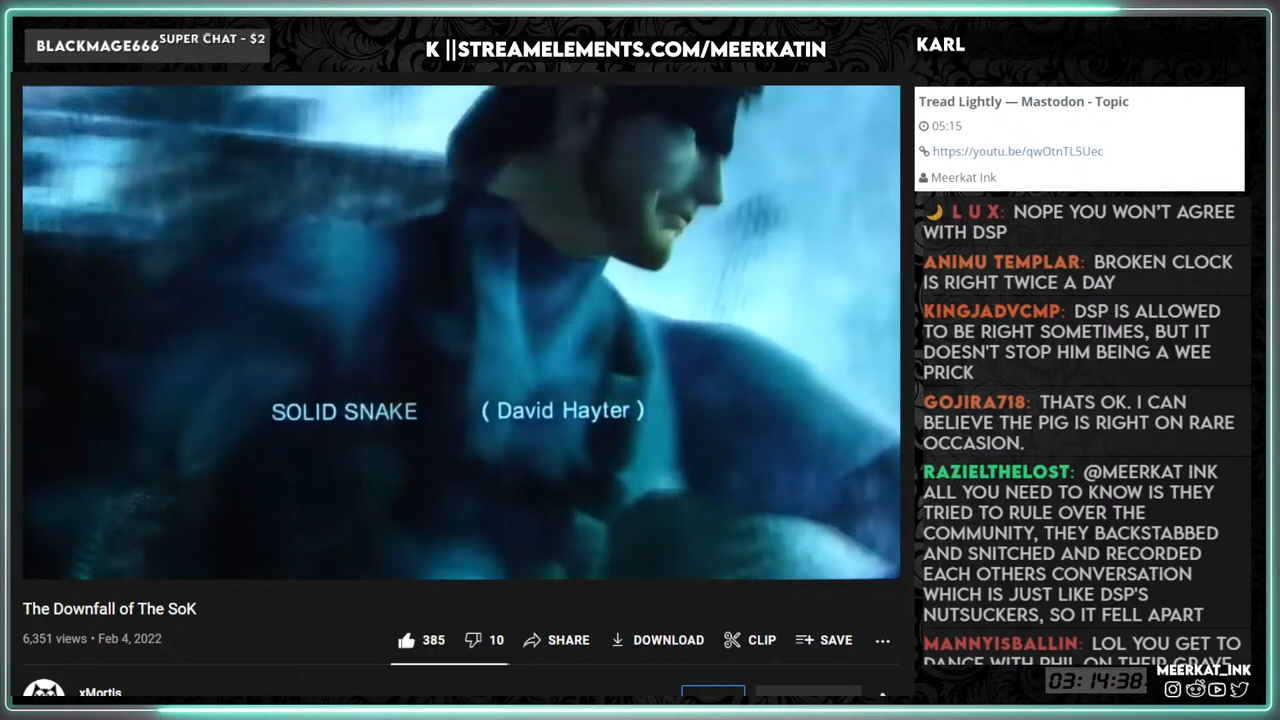 BLACKMAGE666 SUPER CHAT - $2
K ||STREAMELEMENTS.COM/MEERKATIN
KARL
SOLID SNAKE ( David Hayter )
The Downfall of The SoK
6,351 views • Feb 4, 2022
385 10 SHARE DOWNLOAD CLIP SAVE
xMortis
Tread Lightly — Mastodon - Topic
05:15
https://youtu.be/qwOtnTL5Uec
Meerkat Ink
L U X: NOPE YOU WON'T AGREE
WITH DSP
ANIMU TEMPLAR: BROKEN CLOCK
IS RIGHT TWICE A DAY
KINGJADVCMP: DSP IS ALLOWED
TO BE RIGHT SOMETIMES, BUT IT
DOESN'T STOP HIM BEING A WEE
PRICK
GOJIRA718: THATS OK. I CAN
BELIEVE THE PIG IS RIGHT ON RARE
OCCASION.
RAZIELTHELOST: @MEERKAT INK
ALL YOU NEED TO KNOW IS THEY
TRIED TO RULE OVER THE
COMMUNITY, THEY BACKSTABBED
AND SNITCHED AND RECORDED
EACH OTHERS CONVERSATION
WHICH IS JUST LIKE DSP'S
NUTSUCKERS, SO IT FELL APART
MANNYISBALLIN: LOL YOU GET TO
DANCE WITH PHIL ON THEIR GRAVE
03:14:38
MEERKAT_INK